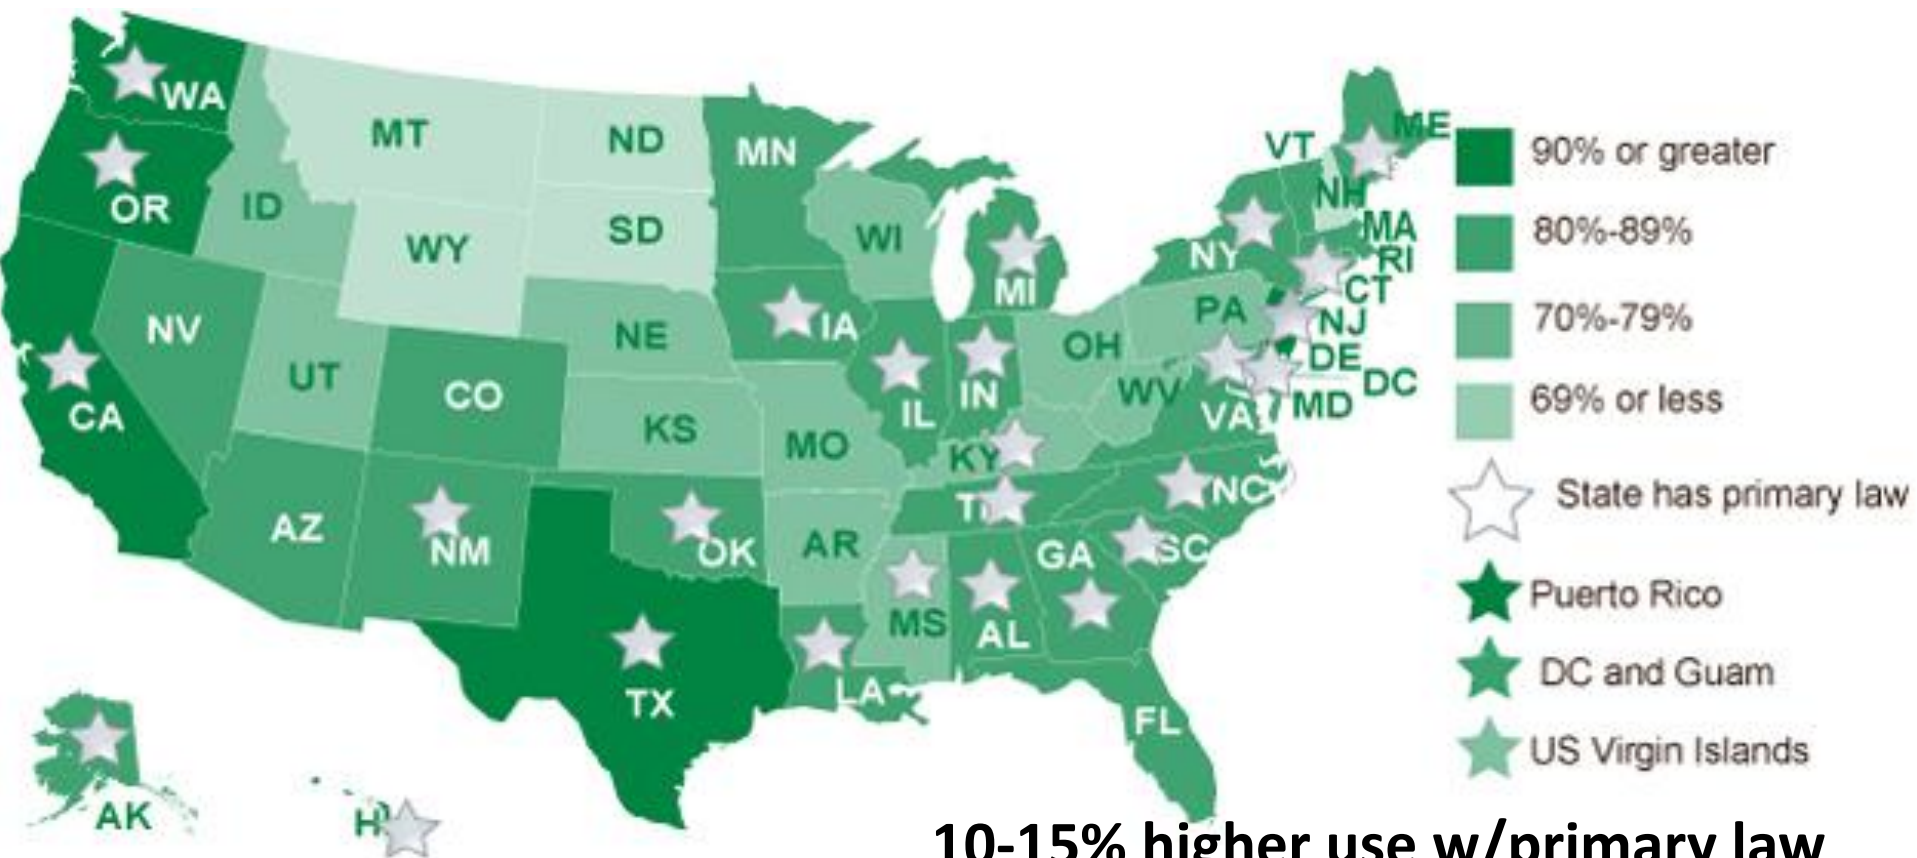 WA
OR
CA
ID
NV
MT
WY
UT
AZ
CO
NM
ND
SD
NE
KS
OK
TX
MN
IA
MO
AR
LA
WI
IL
MI
IN
KY
MS
AL
OH
WV
GA
FL
SC
NC
VA
PA
NY
VT
NH
ME
MA
RI
CT
NJ
DE
DC
MD
AK
90% or greater
80%-89%
70%-79%
69% or less
State has primary law
Puerto Rico
DC and Guam
US Virgin Islands
10-15% higher use w/primary law